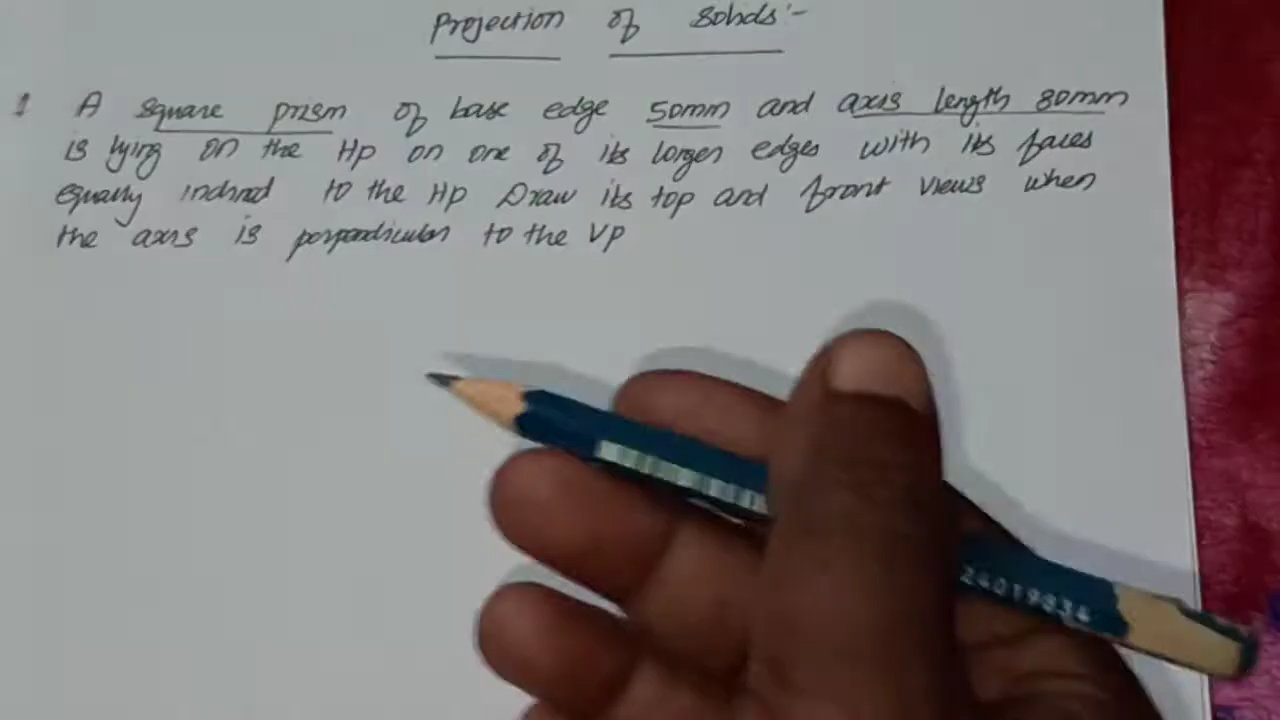 Projection of Solids:-
1 A square prism of base edge 50mm and axis length 80mm
is lying on the Hp on one of its longer edges with its faces
equally inclined to the Hp Draw its top and front views when
the axis is perpendicular to the VP
24019834